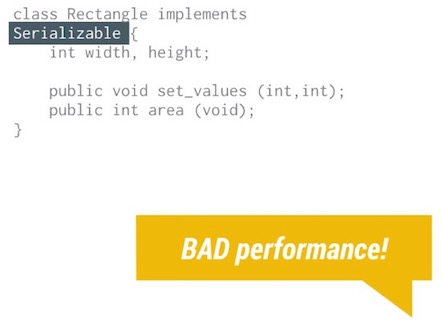 class Rectangle implements
Serializable {
    int width, height;

    public void set_values (int,int);
    public int area (void);
}
BAD performance!